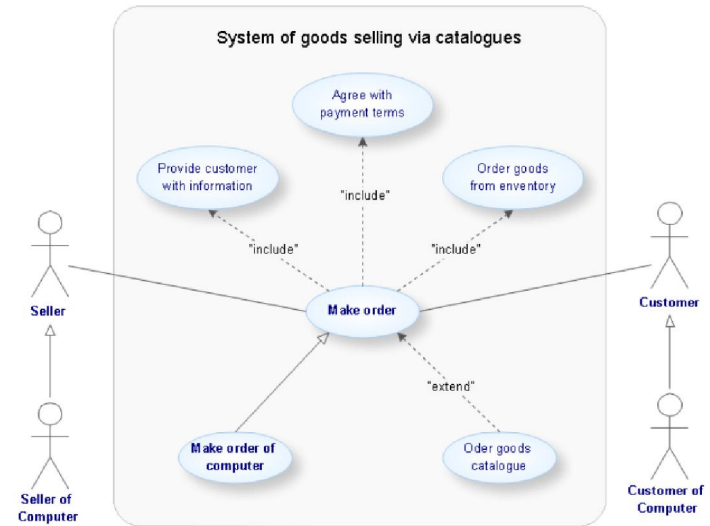 System of goods selling via catalogues
Agree with
payment terms
Provide customer
with information
Order goods
from enventory
"include"
"include"
"include"
Seller
Make order
Customer
"extend"
Make order of
computer
Oder goods
catalogue
Seller of
Computer
Customer of
Computer